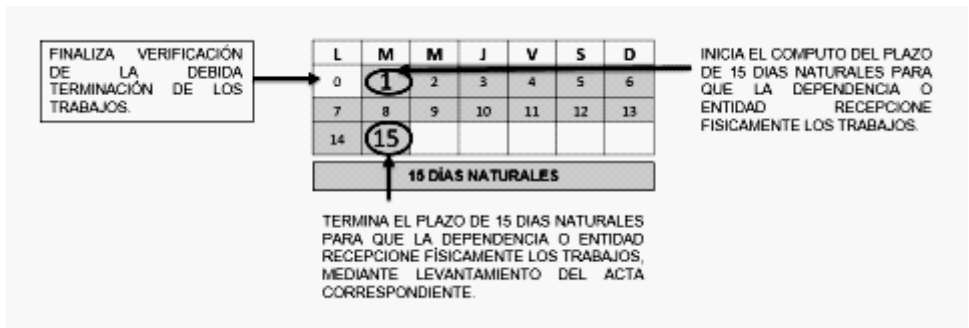 FINALIZA VERIFICACIÓN
DE LA DEBIDA
TERMINACIÓN DE LOS
TRABAJOS.
L M M J V S D
0 1 2 3 4 5 6
7 8 9 10 11 12 13
14 15
15 DÍAS NATURALES
INICIA EL COMPUTO DEL PLAZO
DE 15 DIAS NATURALES PARA
QUE LA DEPENDENCIA O
ENTIDAD RECEPCIONE
FISICAMENTE LOS TRABAJOS.
TERMINA EL PLAZO DE 15 DIAS NATURALES
PARA QUE LA DEPENDENCIA O ENTIDAD
RECEPCIONE FÍSICAMENTE LOS TRABAJOS,
MEDIANTE LEVANTAMIENTO DEL ACTA
CORRESPONDIENTE.